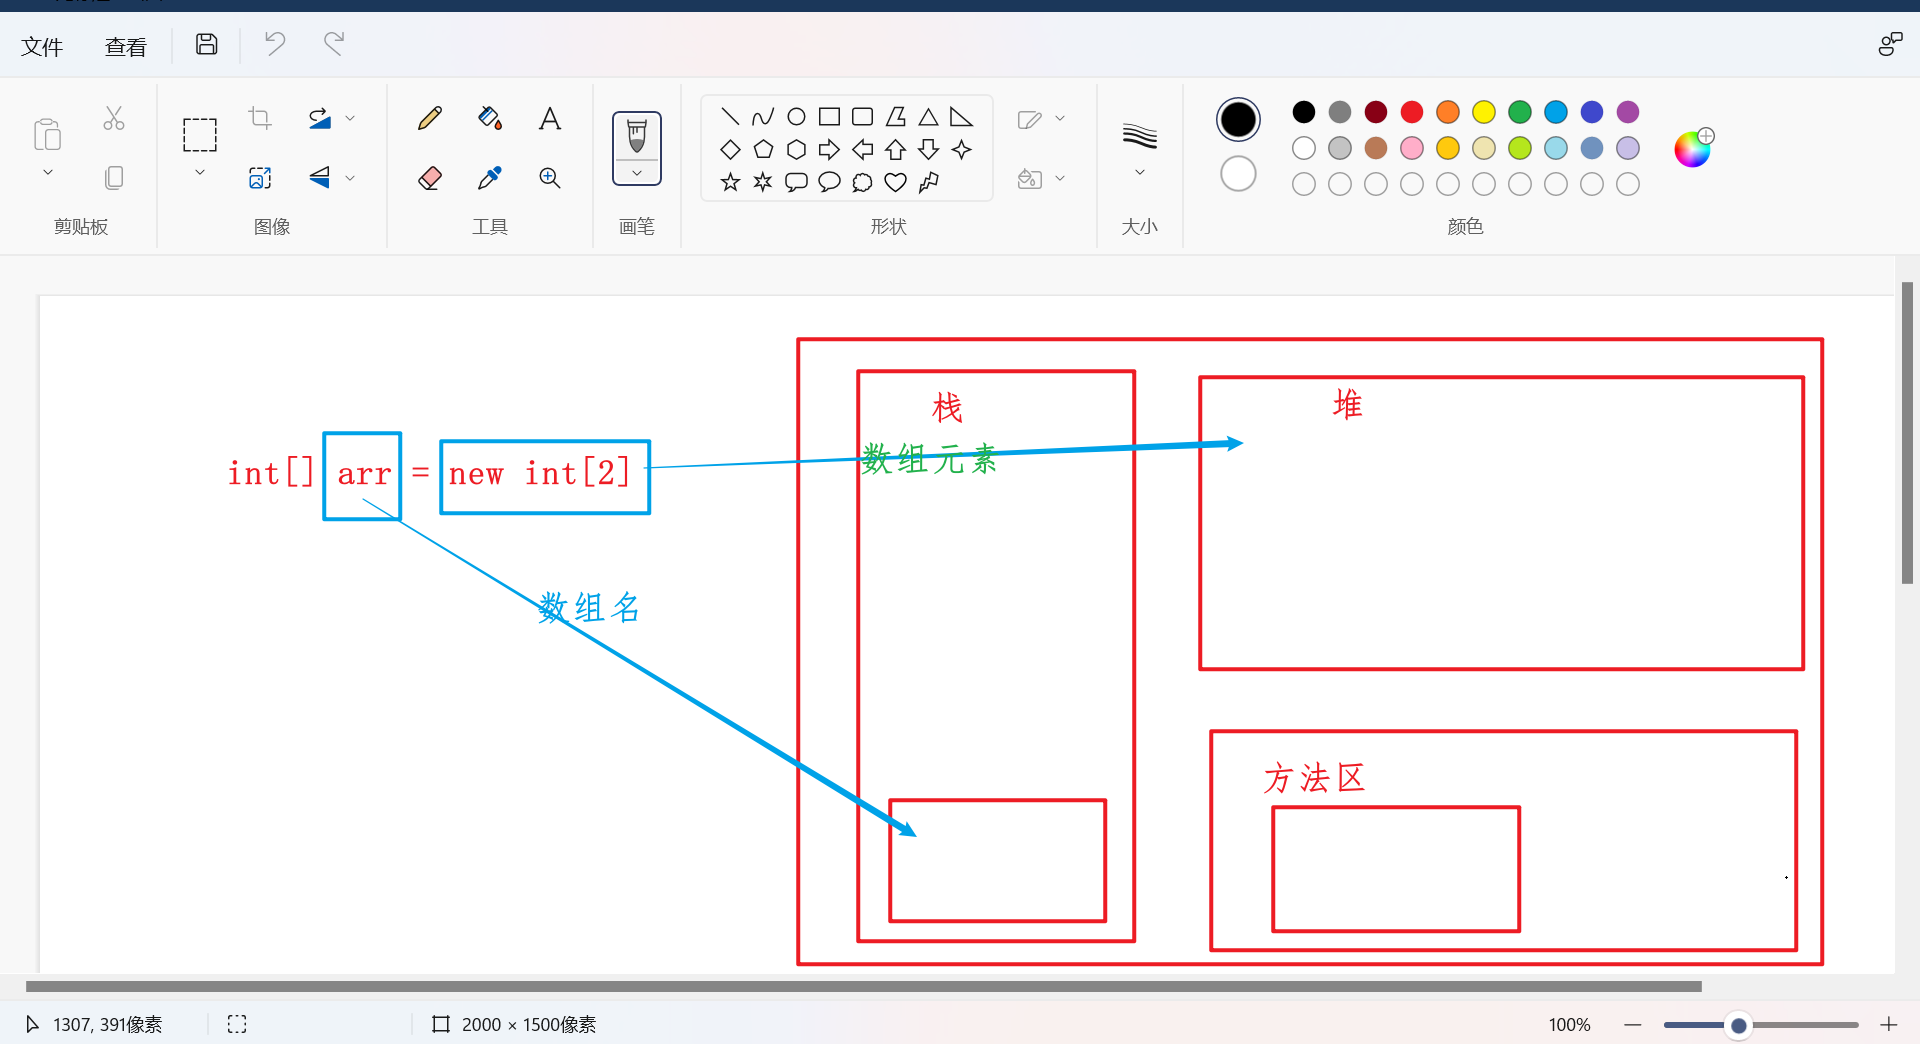 文件 查看
剪贴板 图像 工具 画笔 形状 大小 颜色
栈 堆
数组元素
int[] arr = new int[2]
数组名
方法区
1307, 391像素 2000 × 1500像素 100%